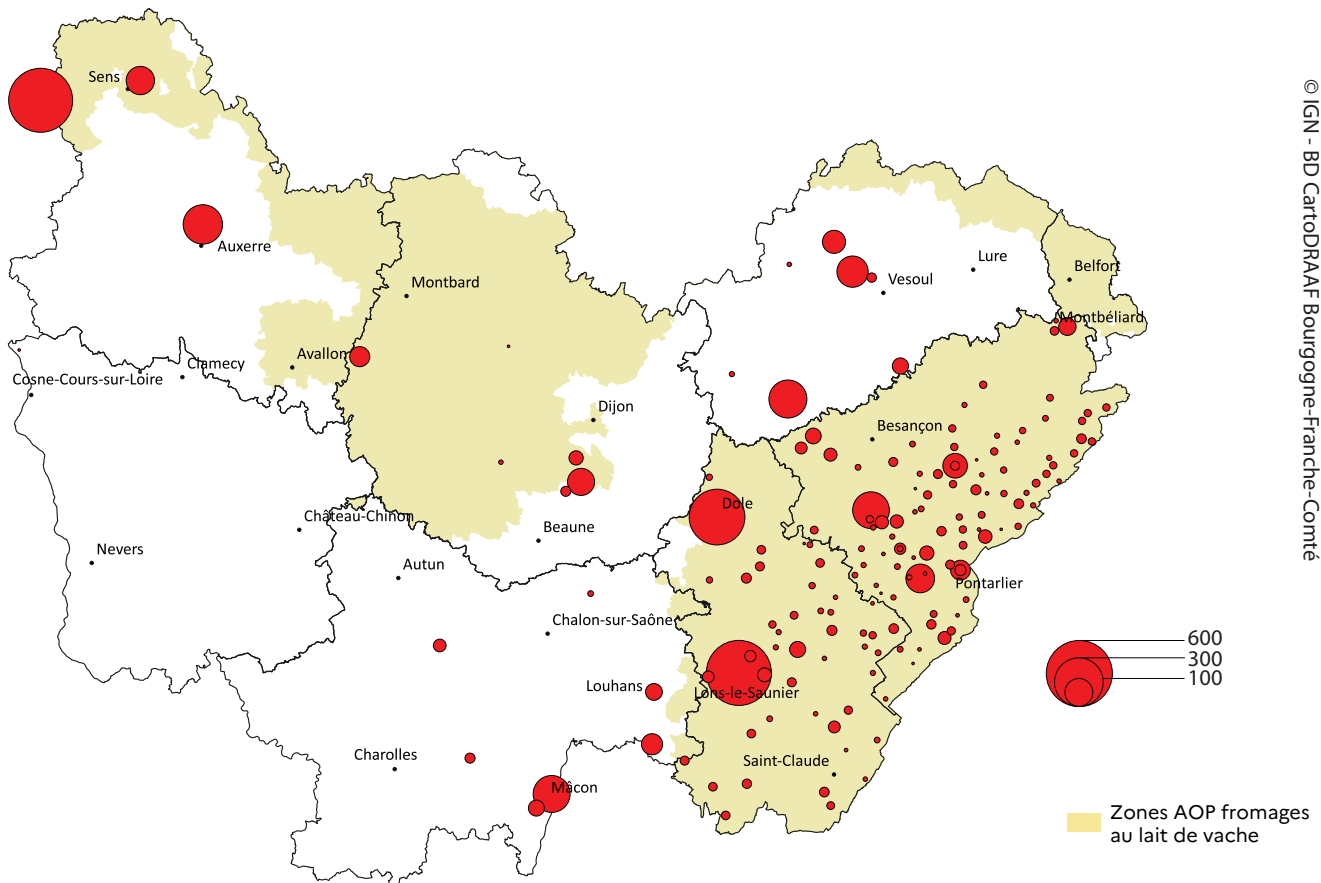 Sens
Auxerre
Montbard
Lure
Vesoul
Belfort
Montbéliard
Avallon
Clamecy
Cosne-Cours-sur-Loire
Dijon
Besançon
Dole
Château-Chinon
Beaune
Nevers
Autun
Pontarlier
Chalon-sur-Saône
Louhans
Lons-le-Saunier
Charolles
Saint-Claude
Mâcon
600
300
100
Zones AOP fromages
au lait de vache
© IGN - BD CartoDRAAF Bourgogne-Franche-Comté